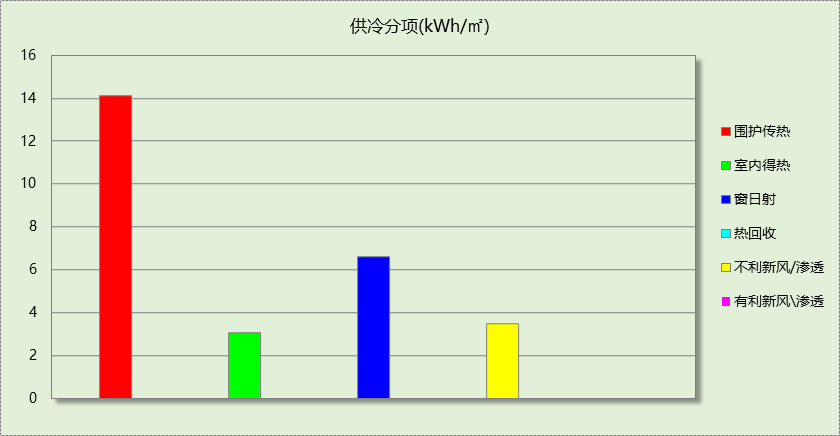 供冷分项(kWh/㎡)
16
14
12
10
8
6
4
2
0
围护传热
室内得热
窗日射
热回收
不利新风/渗透
有利新风\渗透